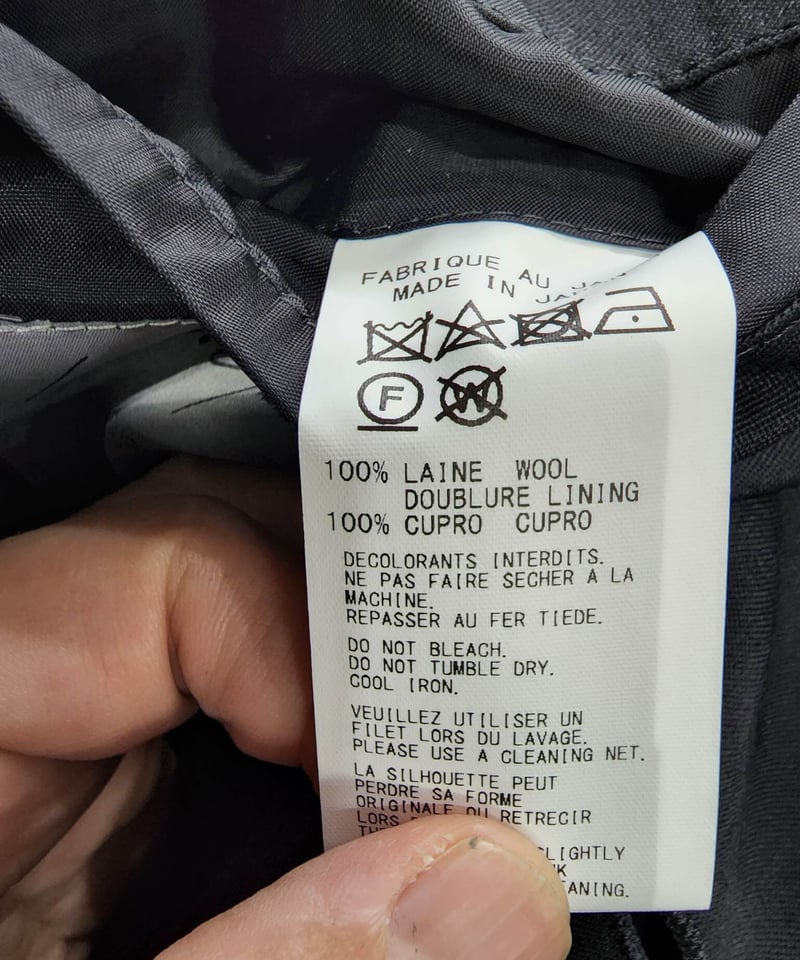 FABRIQUE AU
MADE IN
F
W
100% LAINE WOOL
DOUBLURE LINING
100% CUPRO CUPRO
DECOLORANTS INTERDITS.
NE PAS FAIRE SECHER A LA
MACHINE.
REPASSER AU FER TIEDE.
DO NOT BLEACH.
DO NOT TUMBLE DRY.
COOL IRON.
VEUILLEZ UTILISER UN
FILET LORS DU LAVAGE.
PLEASE USE A CLEANING NET.
LA SILHOUETTE PEUT
PERDRE SA FORME
ORIGINALE OU RETRECIR
LORS
SLIGHTLY